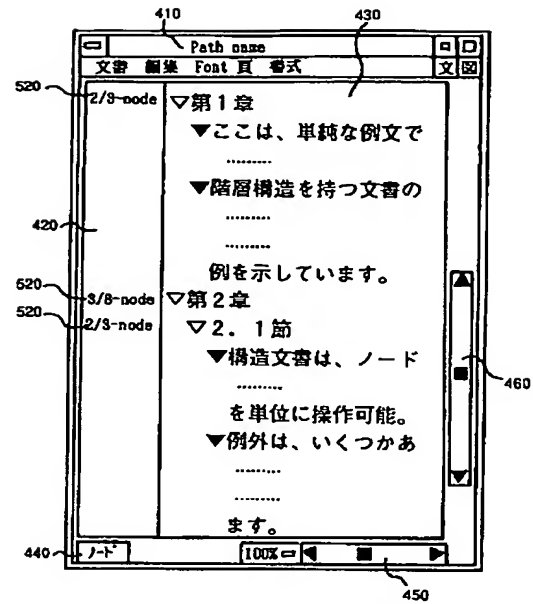 410
430
Path name
文書 編集 Font 頁 書式 文 図
520
2/3-node ▽第1章
▼ここは、単純な例文で
.........
▼階層構造を持つ文書の
.........
420
.........
例を示しています。
520
3/8-node ▽第2章
520
2/3-node ▽2．1節
▼構造文書は、ノード
.........
460
を単位に操作可能。
▼例外は、いくつかあ
.........
.........
ます。
440
ノード 100%
450